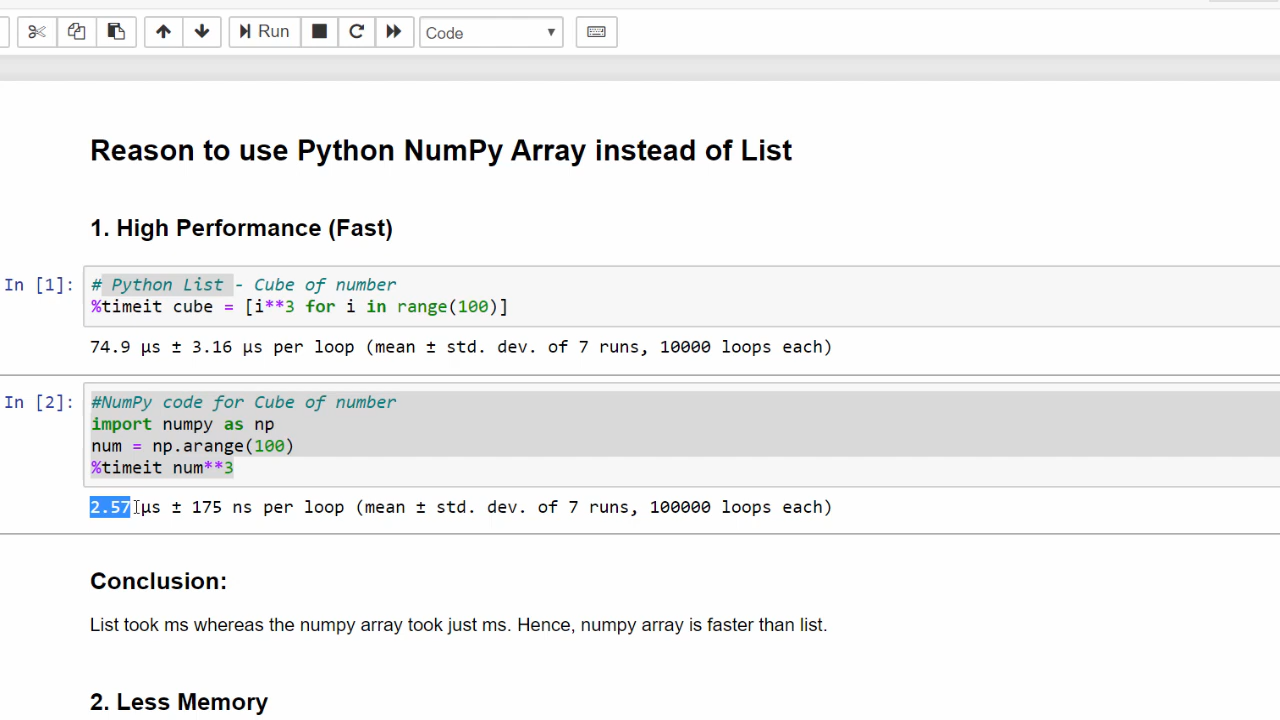 Run Code
Reason to use Python NumPy Array instead of List
1. High Performance (Fast)
In [1]: # Python List - Cube of number
%timeit cube = [i**3 for i in range(100)]
74.9 µs ± 3.16 µs per loop (mean ± std. dev. of 7 runs, 10000 loops each)
In [2]: #NumPy code for Cube of number
import numpy as np
num = np.arange(100)
%timeit num**3
2.57 µs ± 175 ns per loop (mean ± std. dev. of 7 runs, 100000 loops each)
Conclusion:
List took ms whereas the numpy array took just ms. Hence, numpy array is faster than list.
2. Less Memory